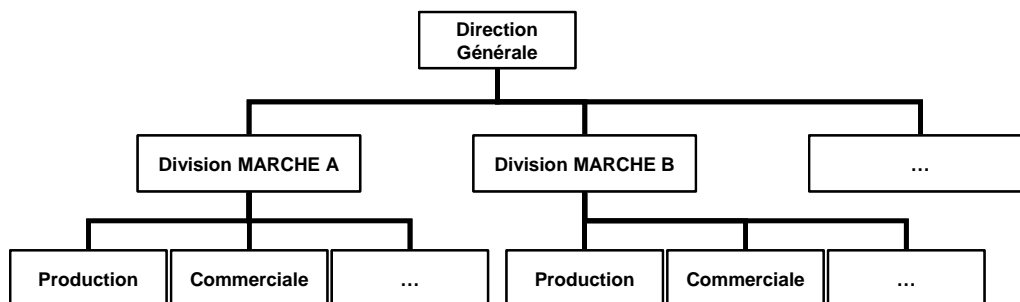 Direction
Générale
Division MARCHE A
Division MARCHE B
…
Production
Commerciale
…
Production
Commerciale
…